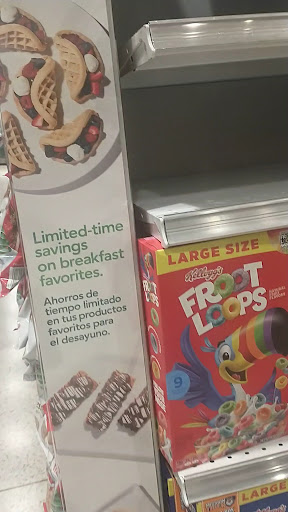 Limited-time
savings
on breakfast
favorites.
Ahorros de
tiempo limitado
en tus productos
favoritos para
el desayuno.
LARGE SIZE
Kellogg's
FROOT
LOOPS
9
LARGE